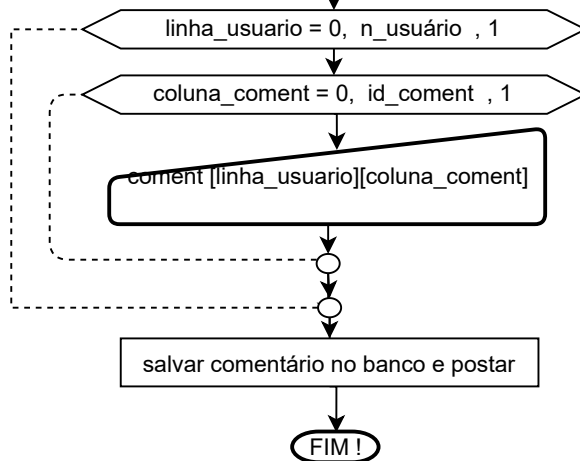 linha_usuario = 0, n_usuário , 1
coluna_coment = 0, id_coment , 1
coment [linha_usuario][coluna_coment]
salvar comentário no banco e postar
FIM !